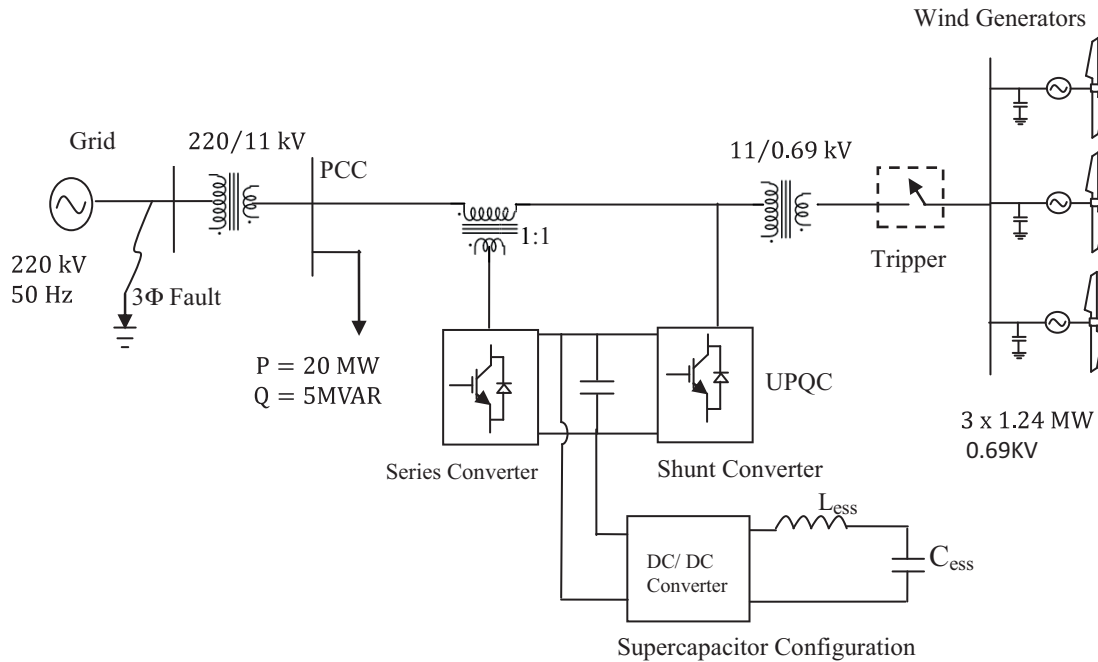 Wind Generators
Grid
220/11 kV
PCC
11/0.69 kV
1:1
Tripper
220 kV
50 Hz
3Φ Fault
P = 20 MW
Q = 5MVAR
UPQC
3 x 1.24 MW
0.69KV
Series Converter
Shunt Converter
Less
Cess
DC/ DC
Converter
Supercapacitor Configuration